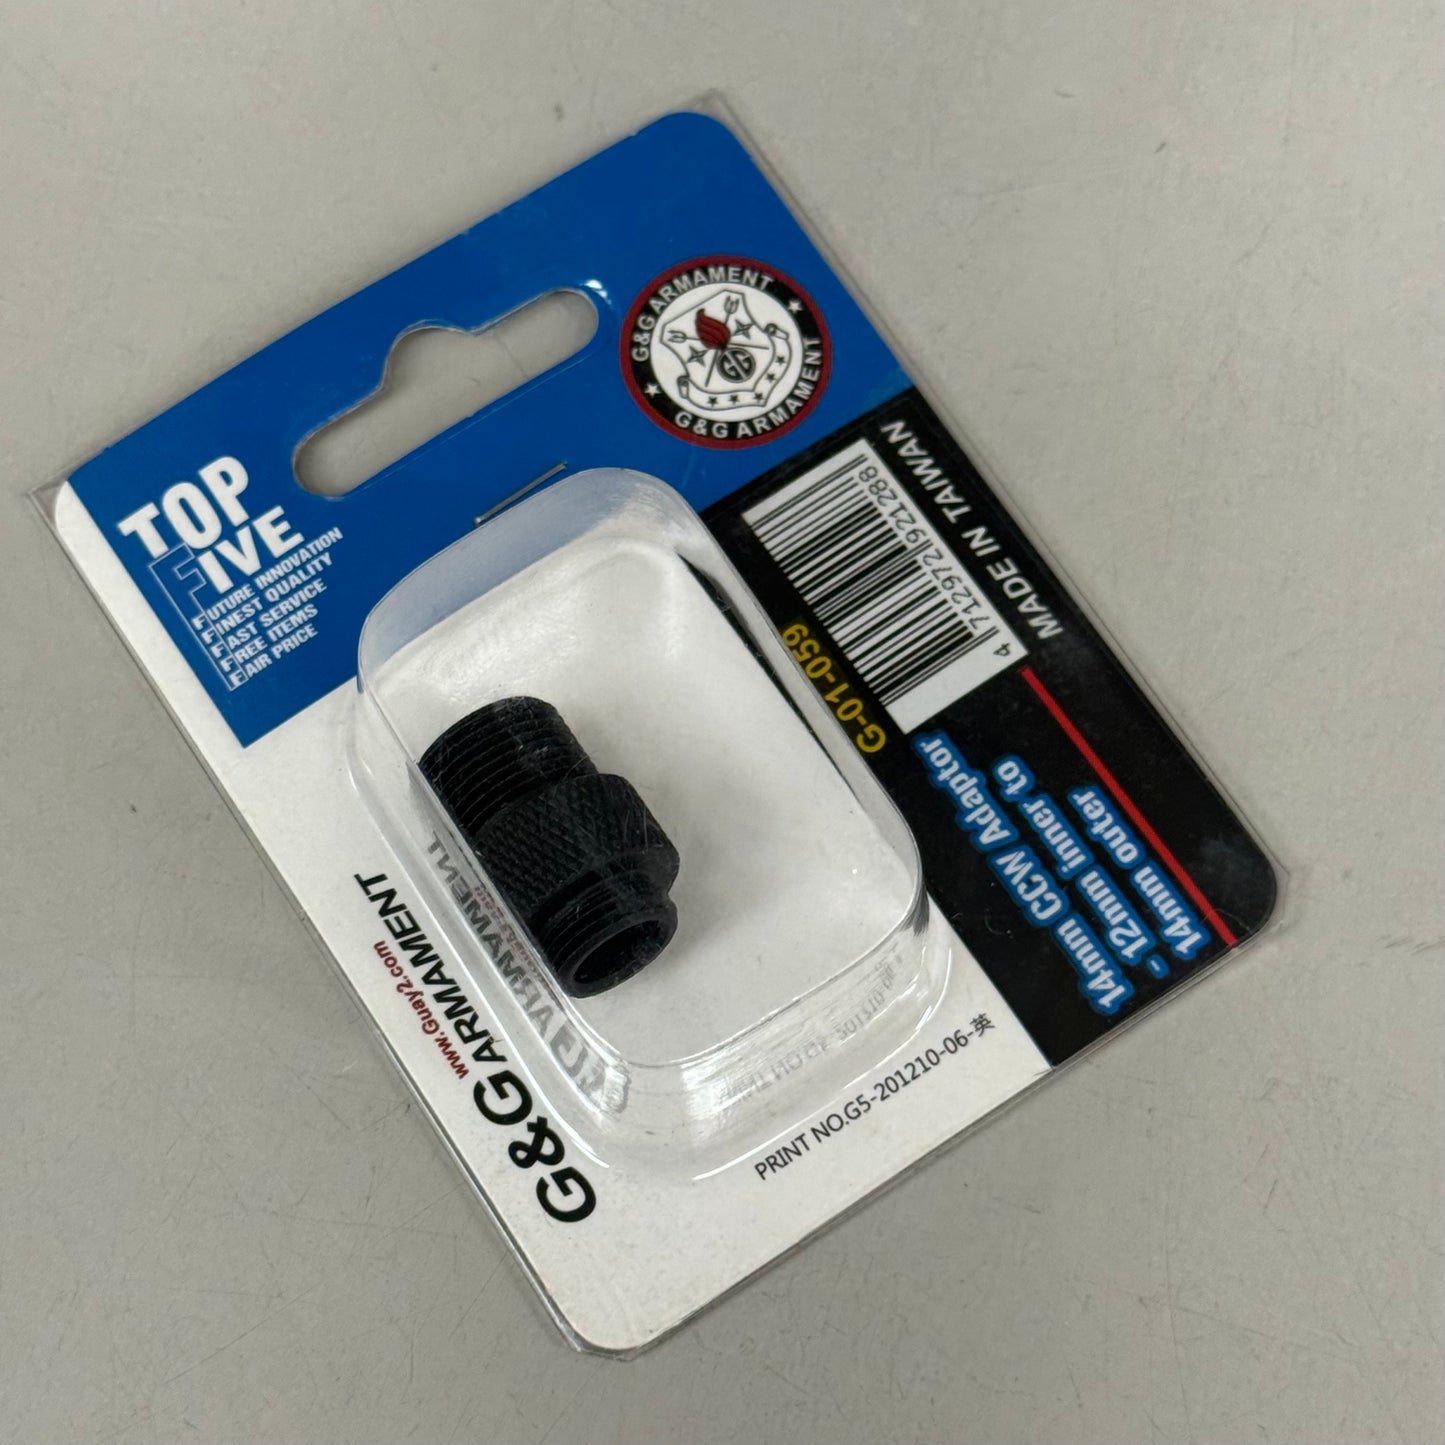 G&G ARMAMENT
G&G ARMAMENT
GG
TOP
FIVE
FUTURE INNOVATION
FINEST QUALITY
FAST SERVICE
FREE ITEMS
FAIR PRICE
MADE IN TAIWAN
4 712972 921288
G-01-059
14mm CCW Adaptor
- 12mm inner to
14mm outer
G&G ARMAMENT
www.Guay2.com
PRINT NO.G5-201210-06-英